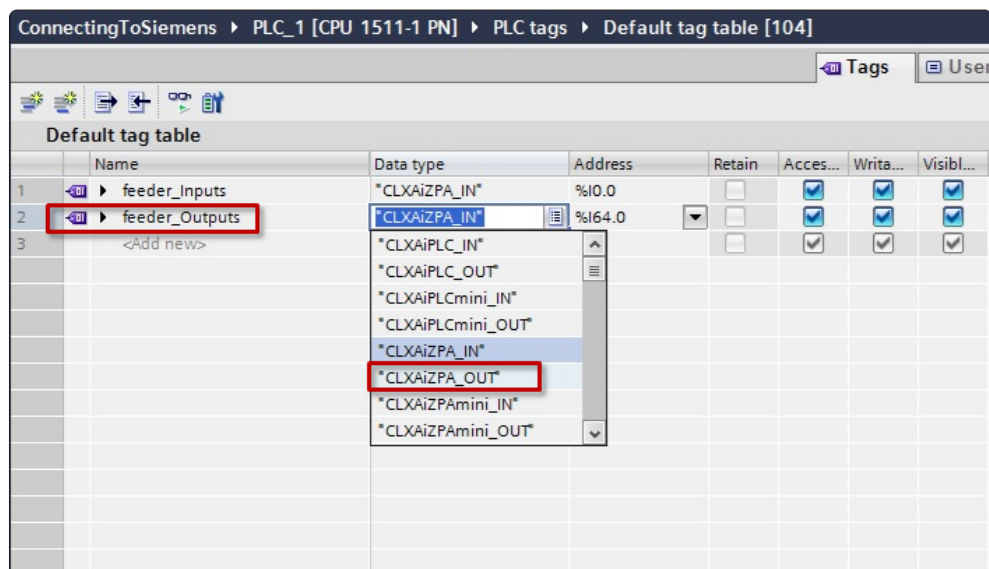 ConnectingToSiemens ▸ PLC_1 [CPU 1511-1 PN] ▸ PLC tags ▸ Default tag table [104]
Tags User
Default tag table
Name Data type Address Retain Acces... Writa... Visibl...
1 feeder_Inputs "CLXAiZPA_IN" %I0.0
2 feeder_Outputs "CLXAiZPA_IN" %I64.0
3 <Add new>
"CLXAiPLC_IN"
"CLXAiPLC_OUT"
"CLXAiPLCmini_IN"
"CLXAiPLCmini_OUT"
"CLXAiZPA_IN"
"CLXAiZPA_OUT"
"CLXAiZPAmini_IN"
"CLXAiZPAmini_OUT"